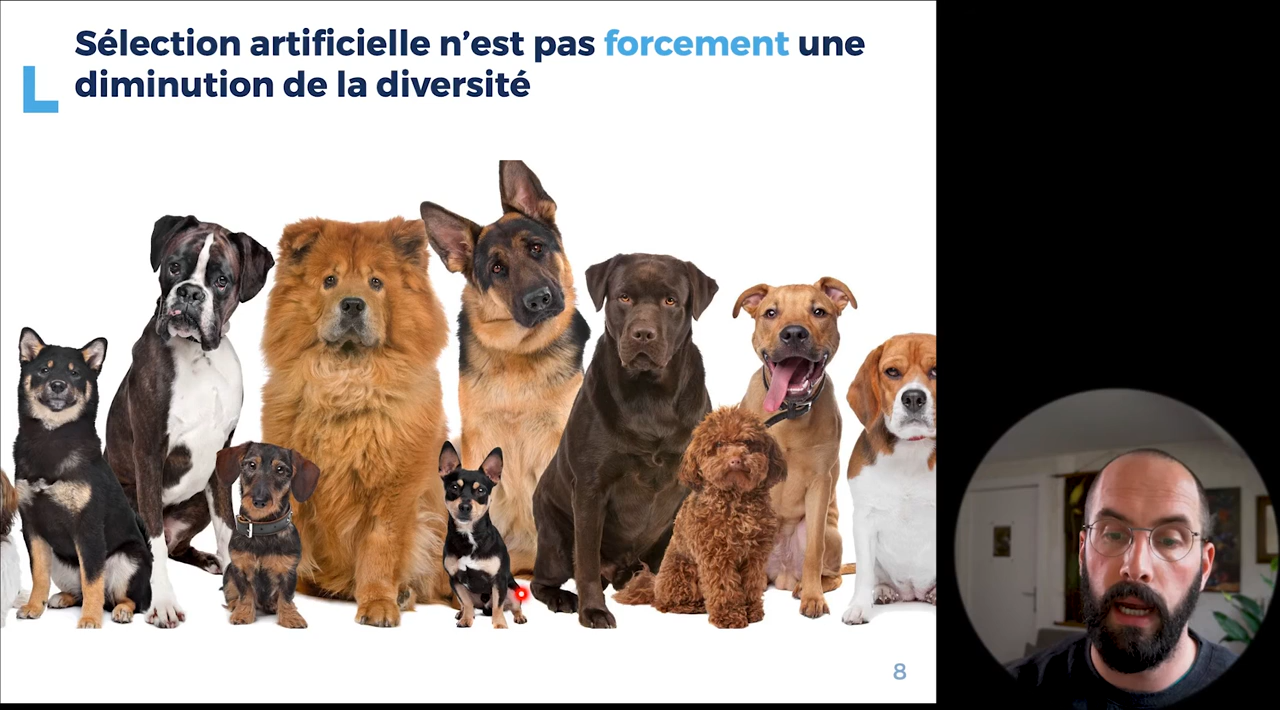 Sélection artificielle n’est pas forcement une
diminution de la diversité
8